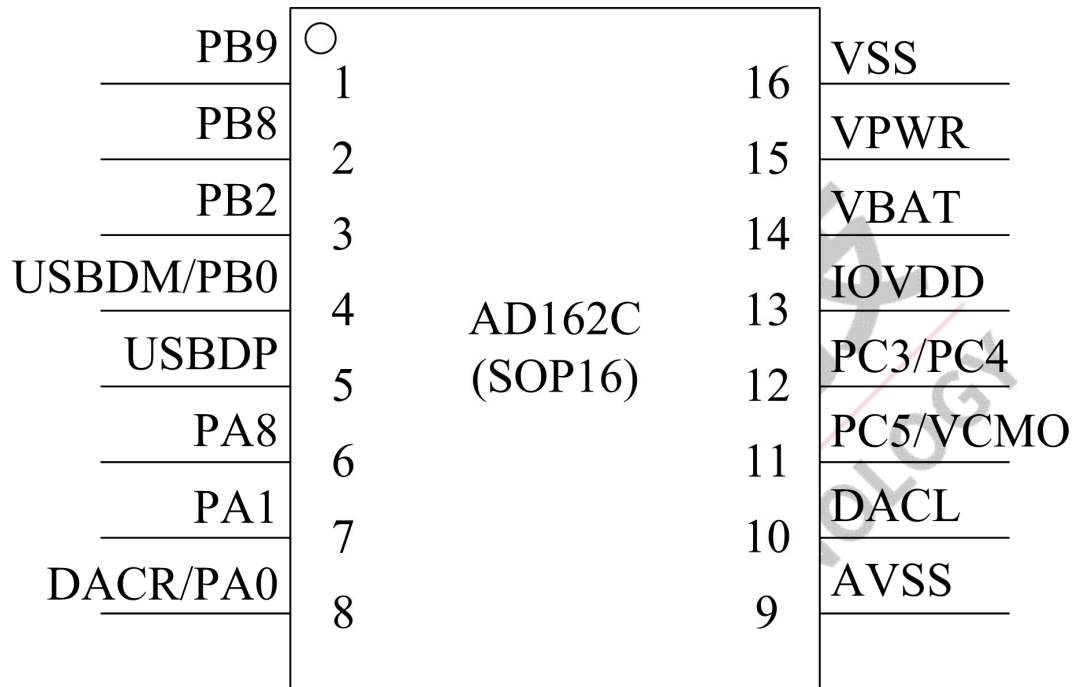 PB9
1
PB8
2
PB2
3
USBDM/PB0
4
USBDP
5
PA8
6
PA1
7
DACR/PA0
8
AD162C
(SOP16)
VSS
16
VPWR
15
VBAT
14
IOVDD
13
PC3/PC4
12
PC5/VCMO
11
DACL
10
AVSS
9